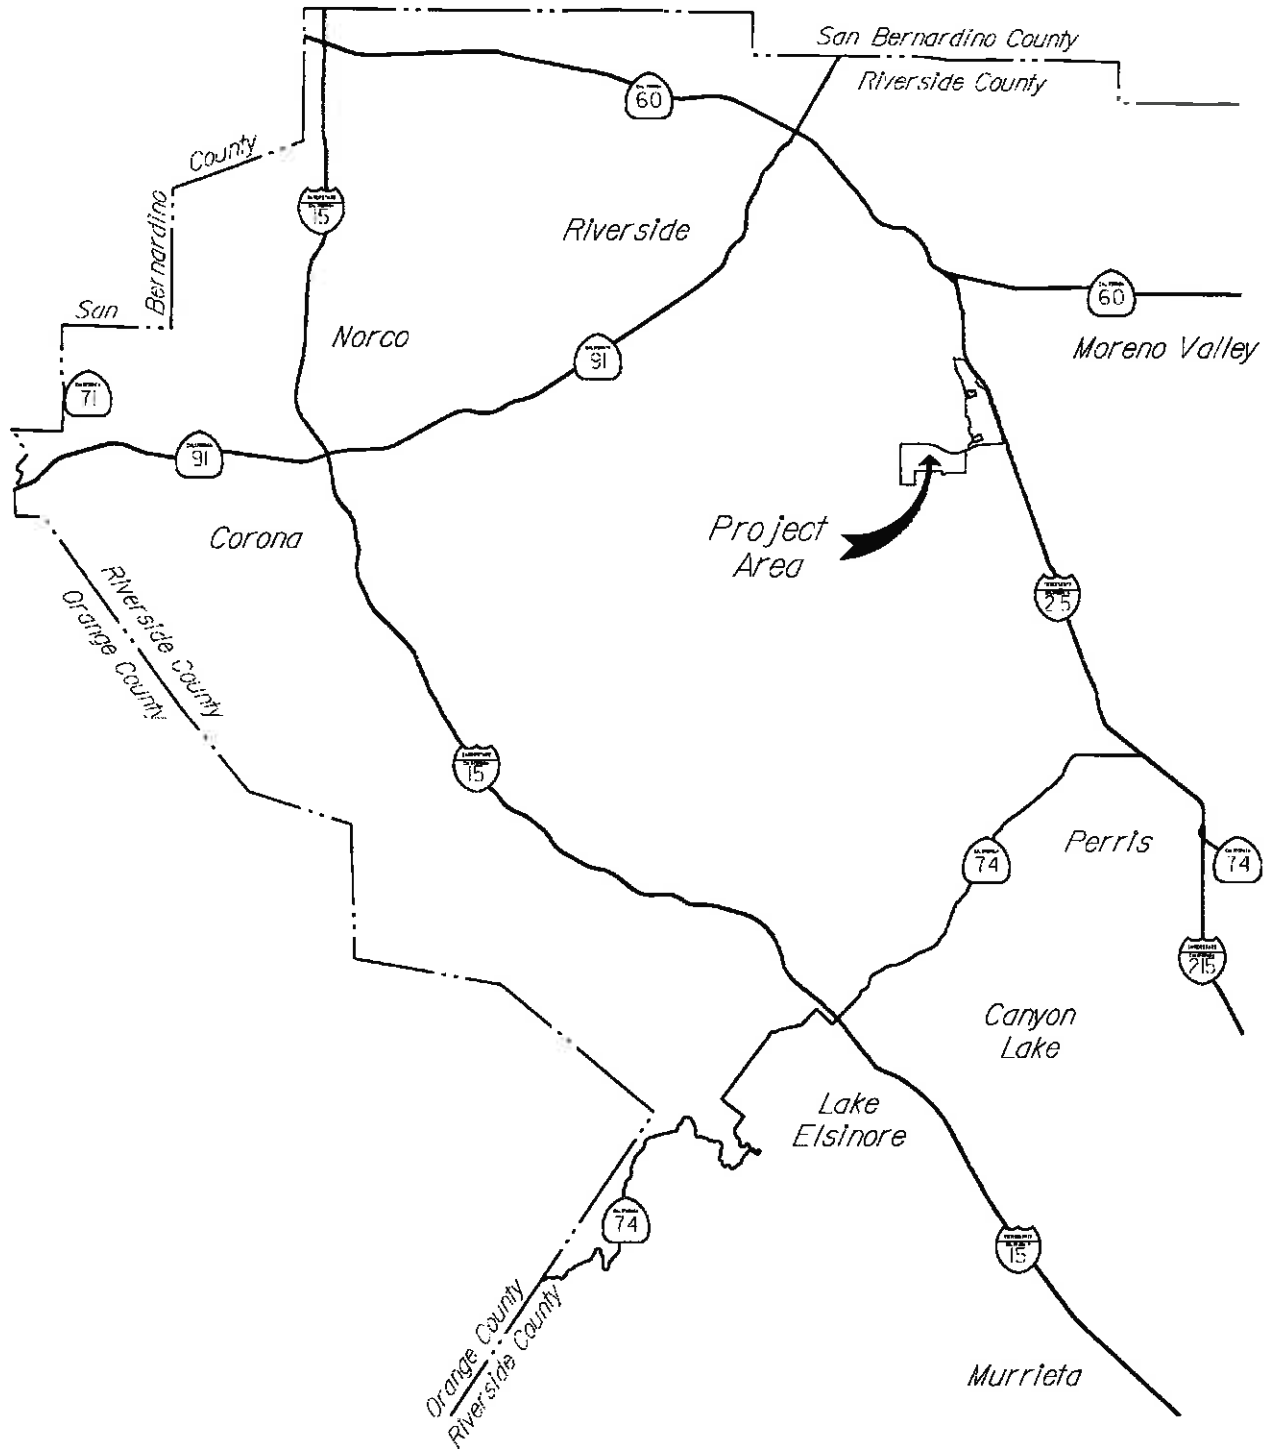 San Bernardino County
Riverside County
60
County
Bernardino
San
15
Riverside
60
Norco
Moreno Valley
91
71
91
Corona
Project
Area
Riverside County
Orange County
215
15
Perris
74
74
215
Canyon
Lake
Lake
Elsinore
74
15
Orange County
Riverside County
Murrieta